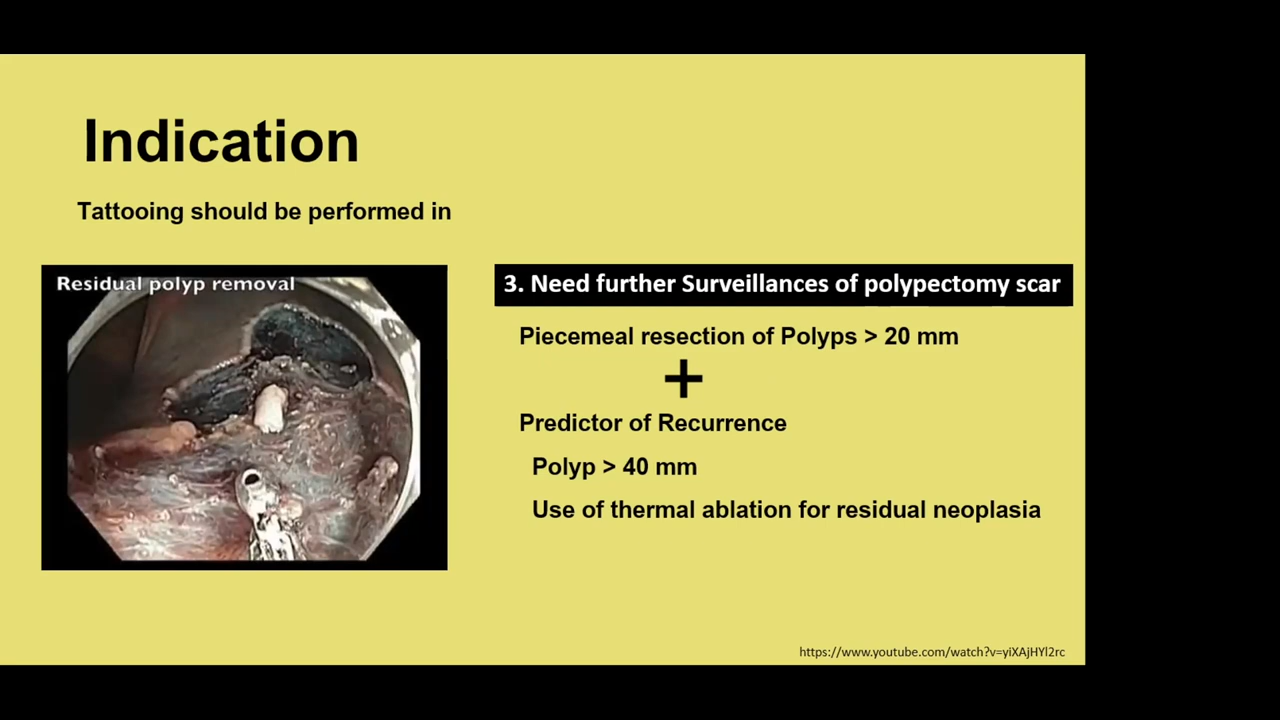 Indication
Tattooing should be performed in
Residual polyp removal
3. Need further Surveillances of polypectomy scar
Piecemeal resection of Polyps > 20 mm
+
Predictor of Recurrence
Polyp > 40 mm
Use of thermal ablation for residual neoplasia
https://www.youtube.com/watch?v=yiXAjHYl2rc